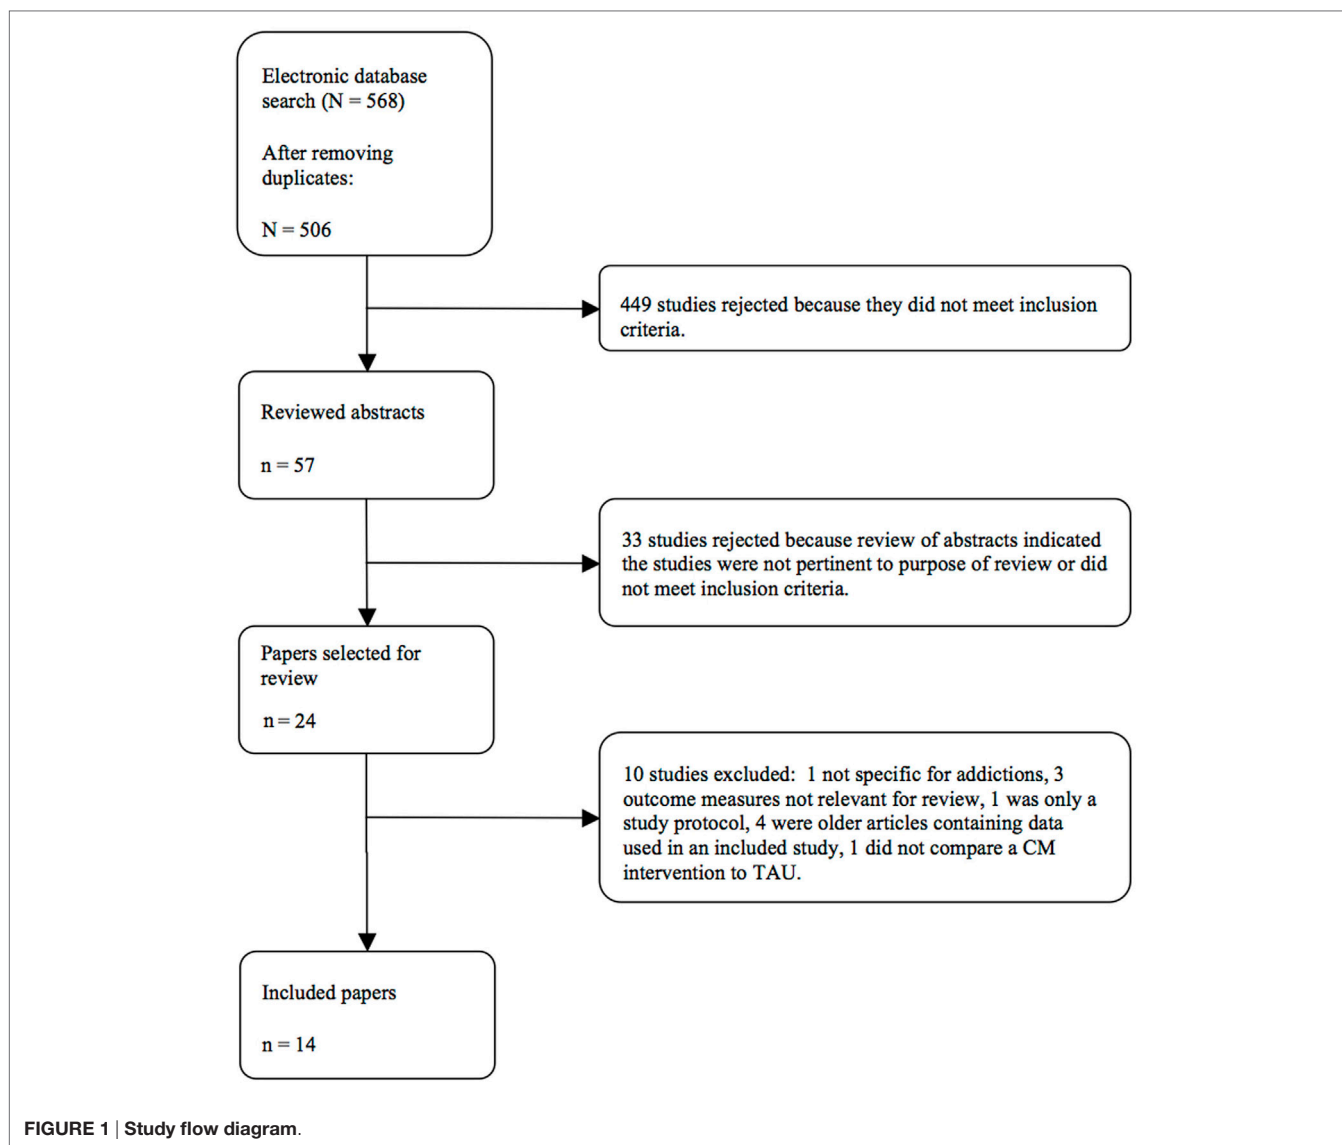 Electronic database
search (N = 568)
After removing
duplicates:
N = 506
449 studies rejected because they did not meet inclusion
criteria.
Reviewed abstracts
n = 57
33 studies rejected because review of abstracts indicated
the studies were not pertinent to purpose of review or did
not meet inclusion criteria.
Papers selected for
review
n = 24
10 studies excluded: 1 not specific for addictions, 3
outcome measures not relevant for review, 1 was only a
study protocol, 4 were older articles containing data
used in an included study, 1 did not compare a CM
intervention to TAU.
Included papers
n = 14
FIGURE 1 | Study flow diagram.